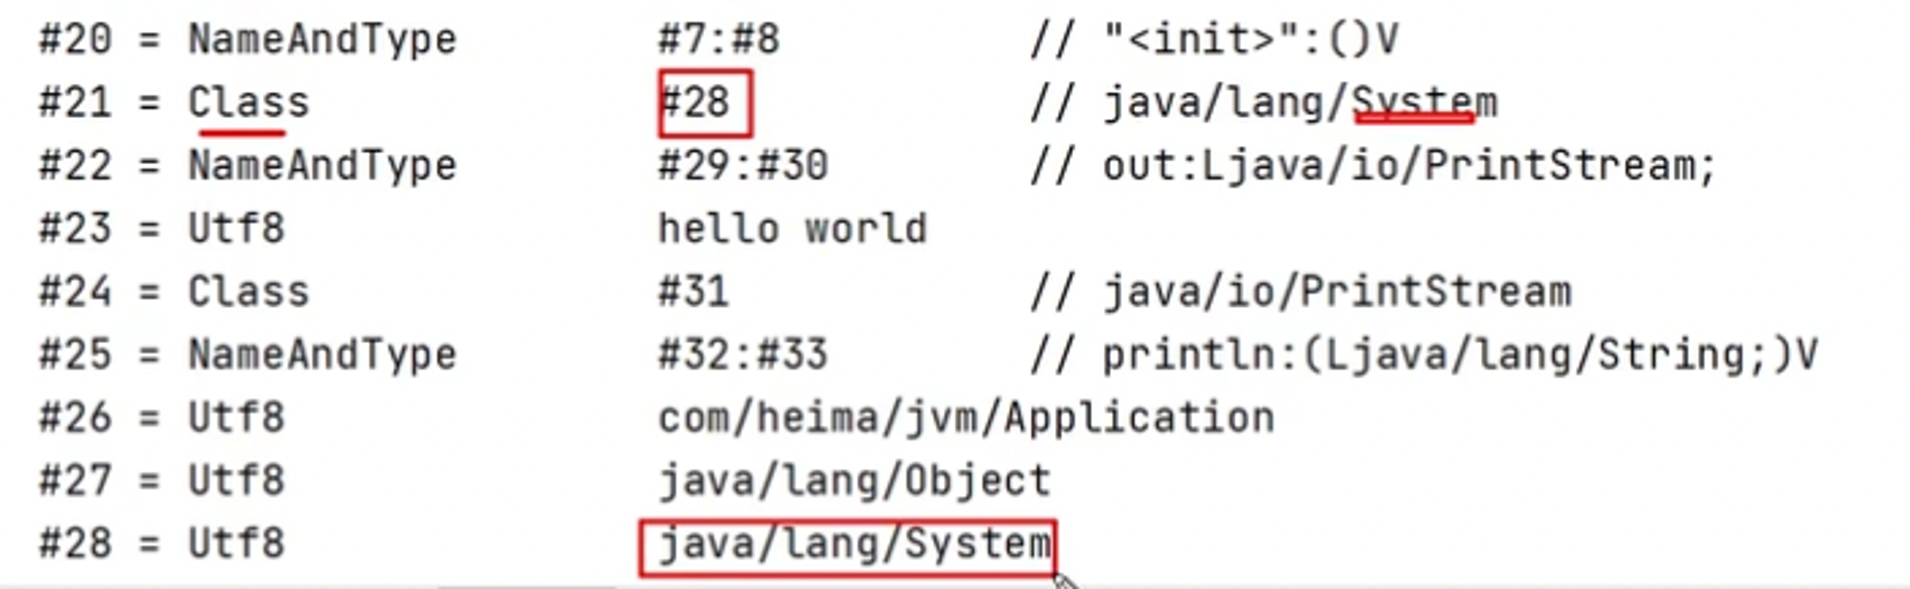 #20 = NameAndType #7:#8 // "<init>":()V
#21 = Class #28 // java/lang/System
#22 = NameAndType #29:#30 // out:Ljava/io/PrintStream;
#23 = Utf8 hello world
#24 = Class #31 // java/io/PrintStream
#25 = NameAndType #32:#33 // println:(Ljava/lang/String;)V
#26 = Utf8 com/heima/jvm/Application
#27 = Utf8 java/lang/Object
#28 = Utf8 java/lang/System